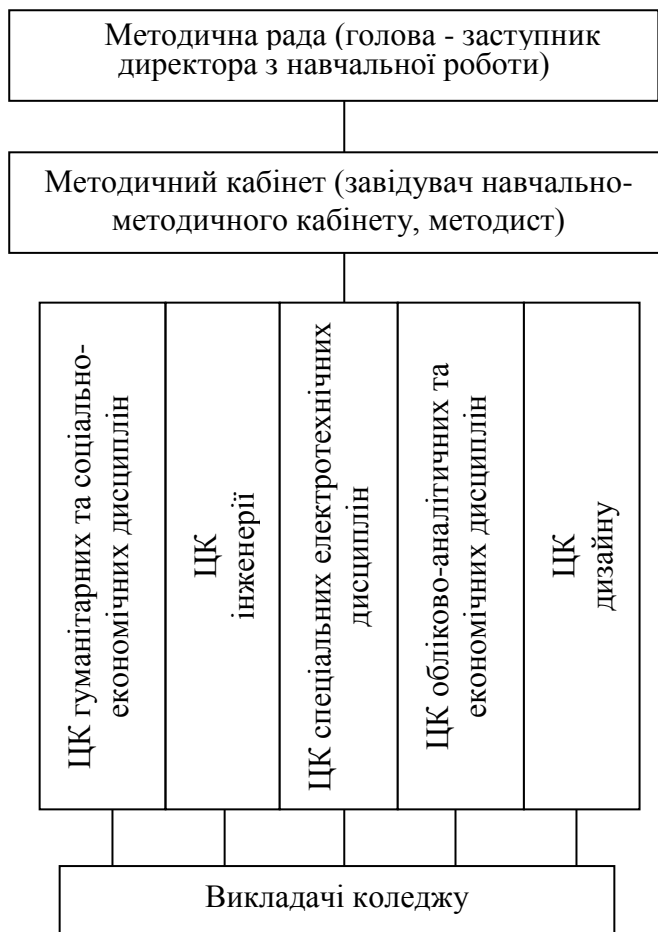 Методична рада (голова - заступник
директора з навчальної роботи)
Методичний кабінет (завідувач навчально-
методичного кабінету, методист)
ЦК гуманітарних та соціально-
економічних дисциплін
ЦК
інженерії
ЦК спеціальних електротехнічних
дисциплін
ЦК обліково-аналітичних та
економічних дисциплін
ЦК
дизайну
Викладачі коледжу